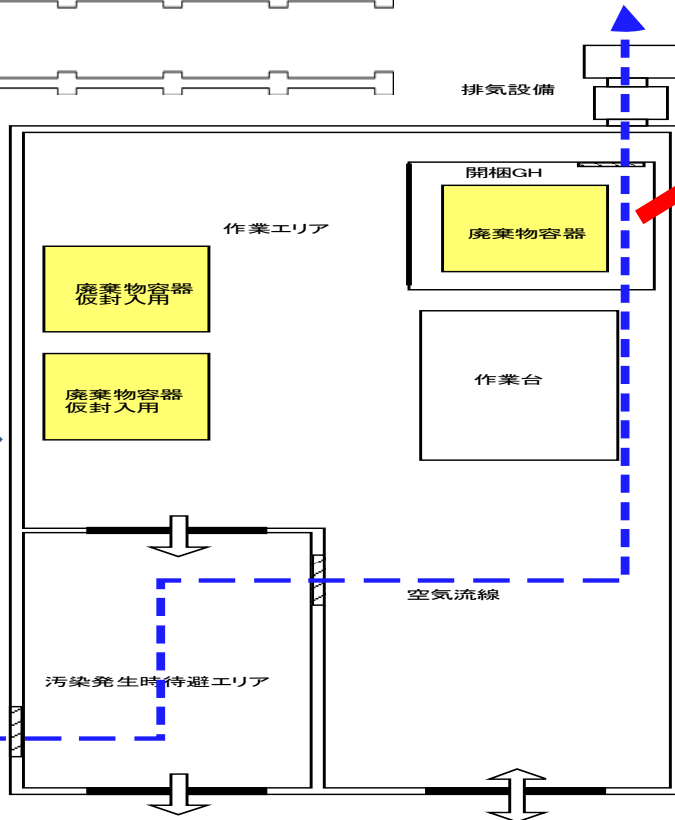 排気設備
開梱GH
廃棄物容器
作業エリア
廃棄物容器
仮封入用
作業台
廃棄物容器
仮封入用
空気流線
汚染発生時待避エリア